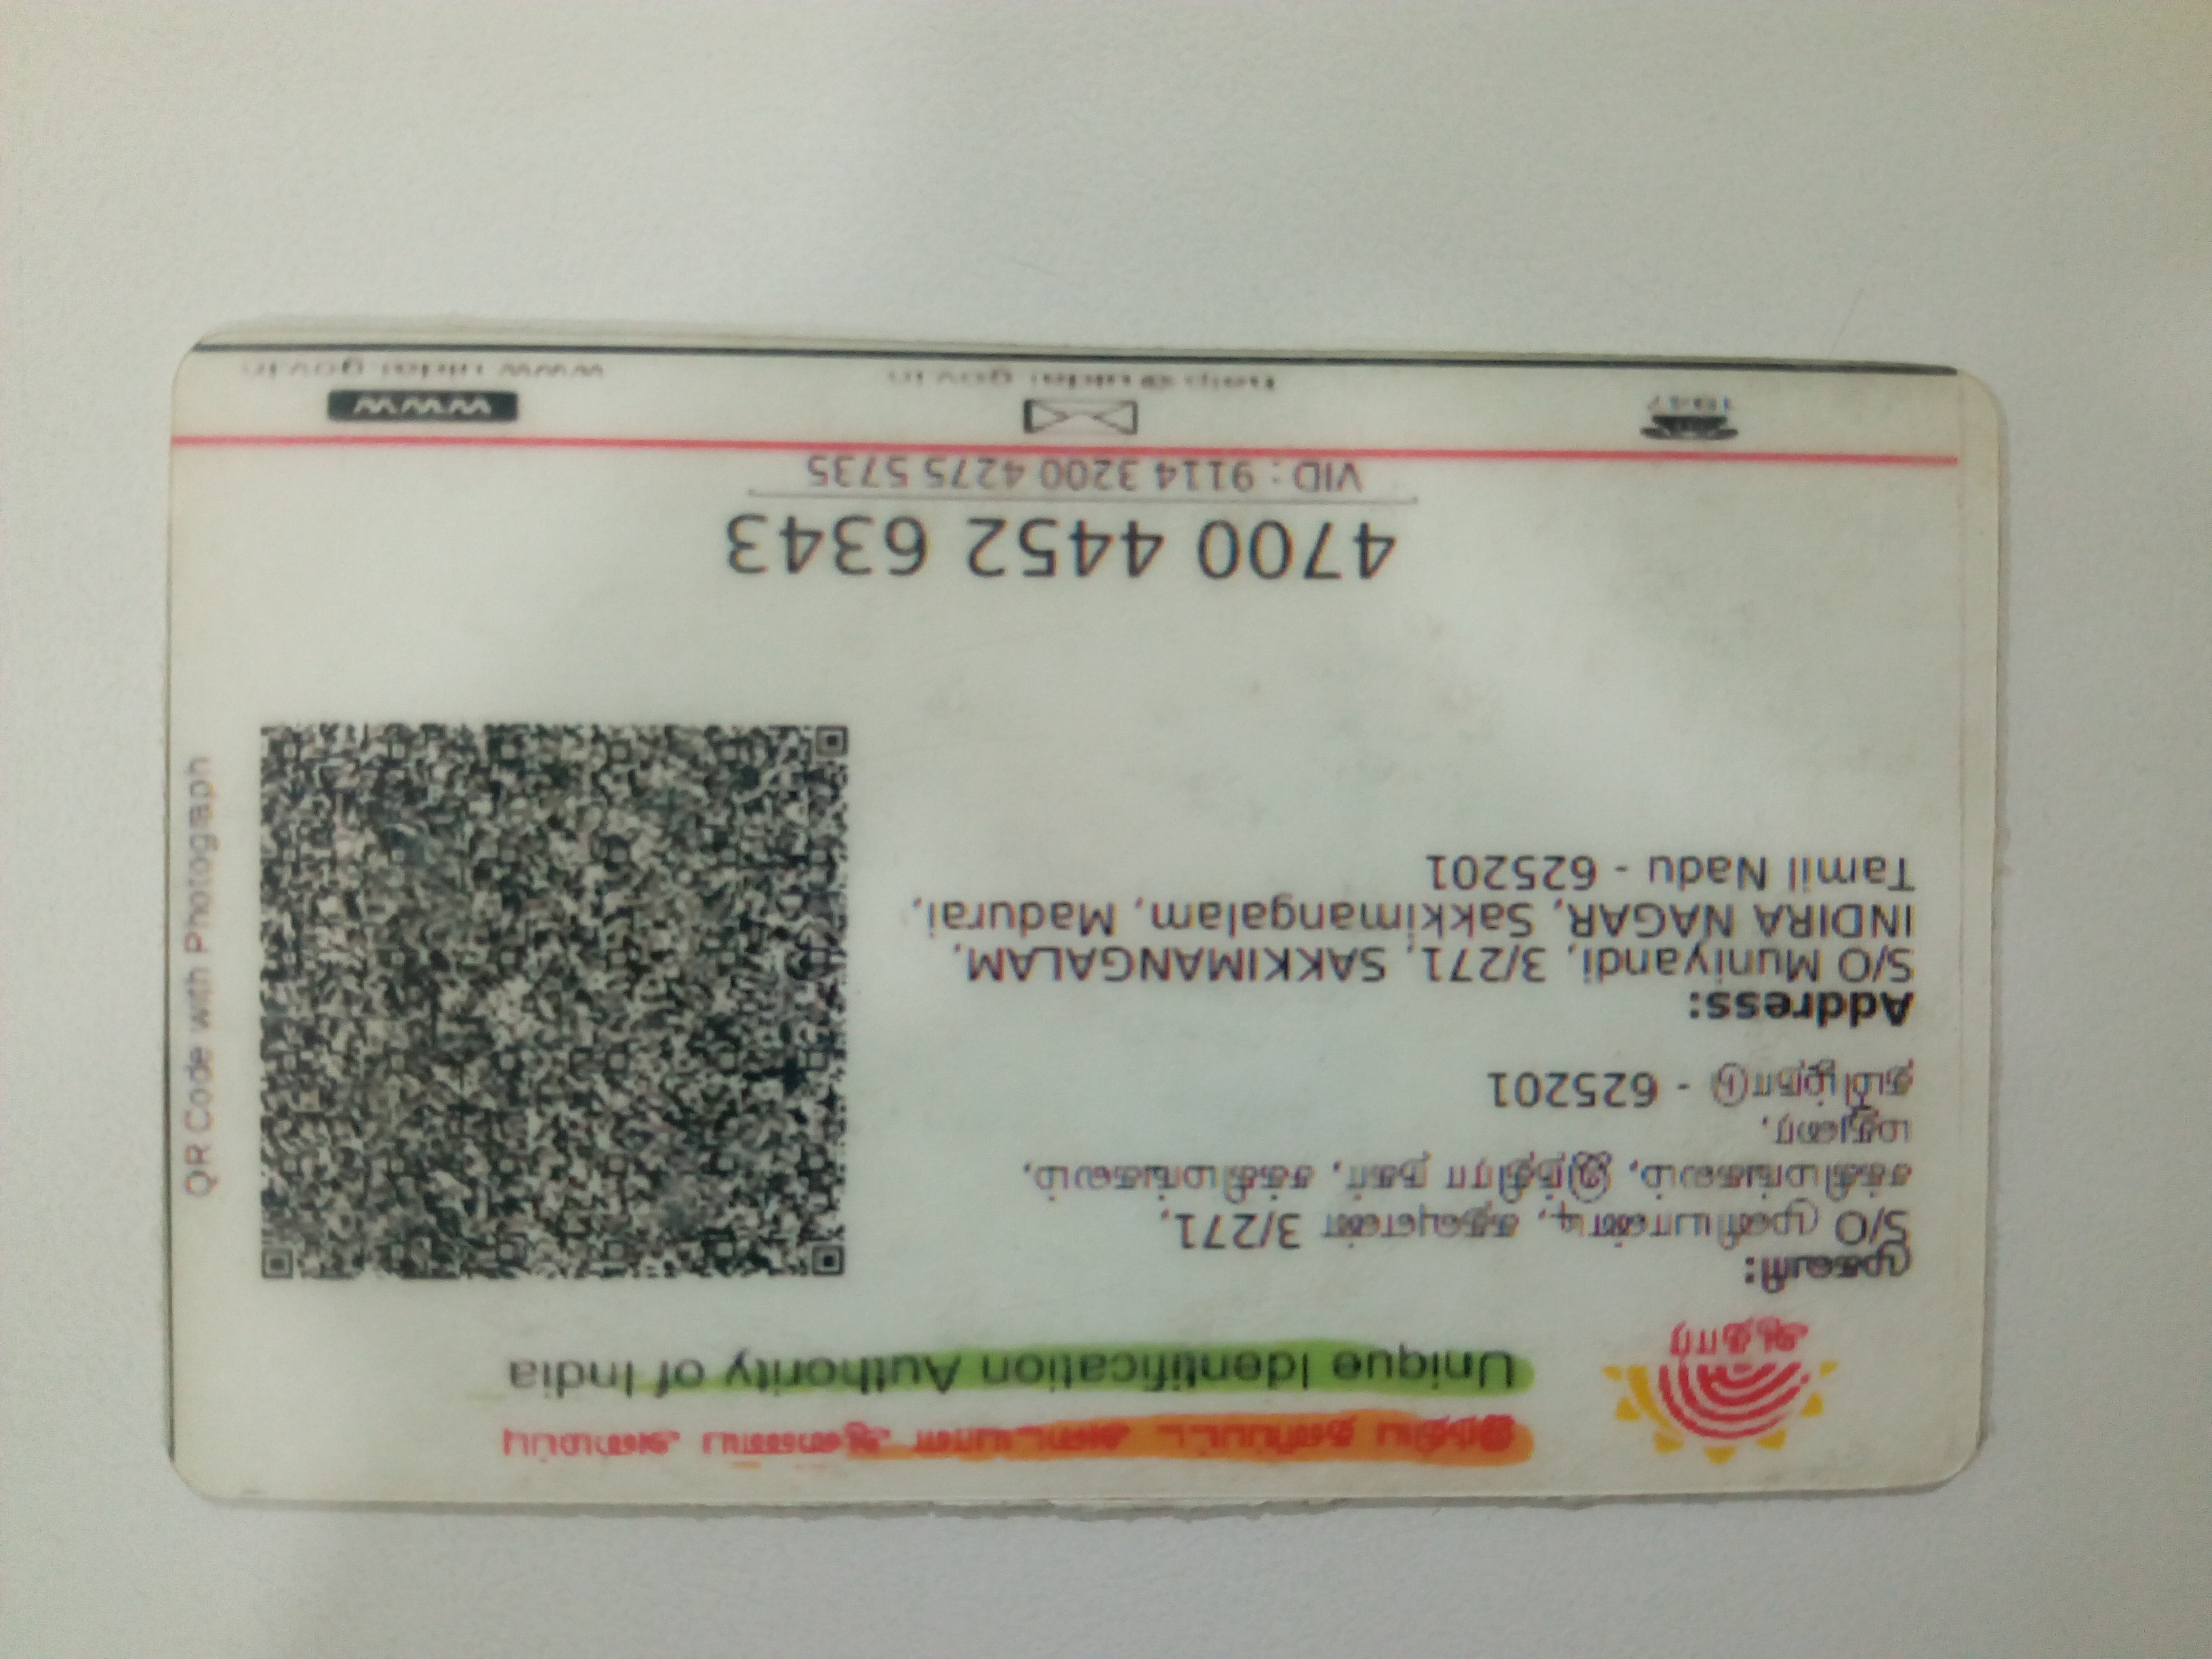 இந்திய தனிப்பட்ட அடையாள ஆணைய அமைப்பு
Unique Identification Authority of India
ஆதார்
முகவரி:
S/O முனியாண்டி, கதவுஎண் 3/271,
சக்கிமங்கலம், இந்திரா நகர், சக்கிமங்கலம்,
மதுரை,
தமிழ்நாடு - 625201
Address:
S/O Muniyandi, 3/271, SAKKIMANGALAM,
INDIRA NAGAR, Sakkimangalam, Madurai,
Tamil Nadu - 625201
QR Code with Photograph
4700 4452 6343
VID : 9114 3200 4275 5735
1947
help@uidai.gov.in
www
www.uidai.gov.in